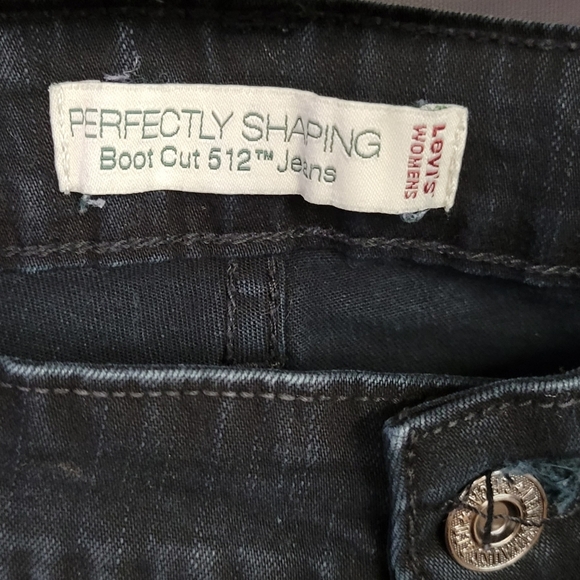 PERFECTLY SHAPING
Boot Cut 512™ Jeans
Levi's
WOMENS